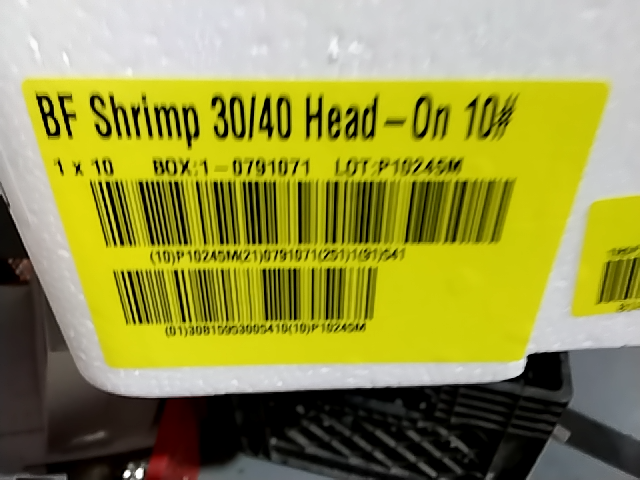 BF Shrimp 30/40 Head-On 10#
1 x 10 BOX:1-0791071 LOT:P10245M
(10)P10245M(21)0791071(251)1(91)541
(01)30815953005410(10)P10245M